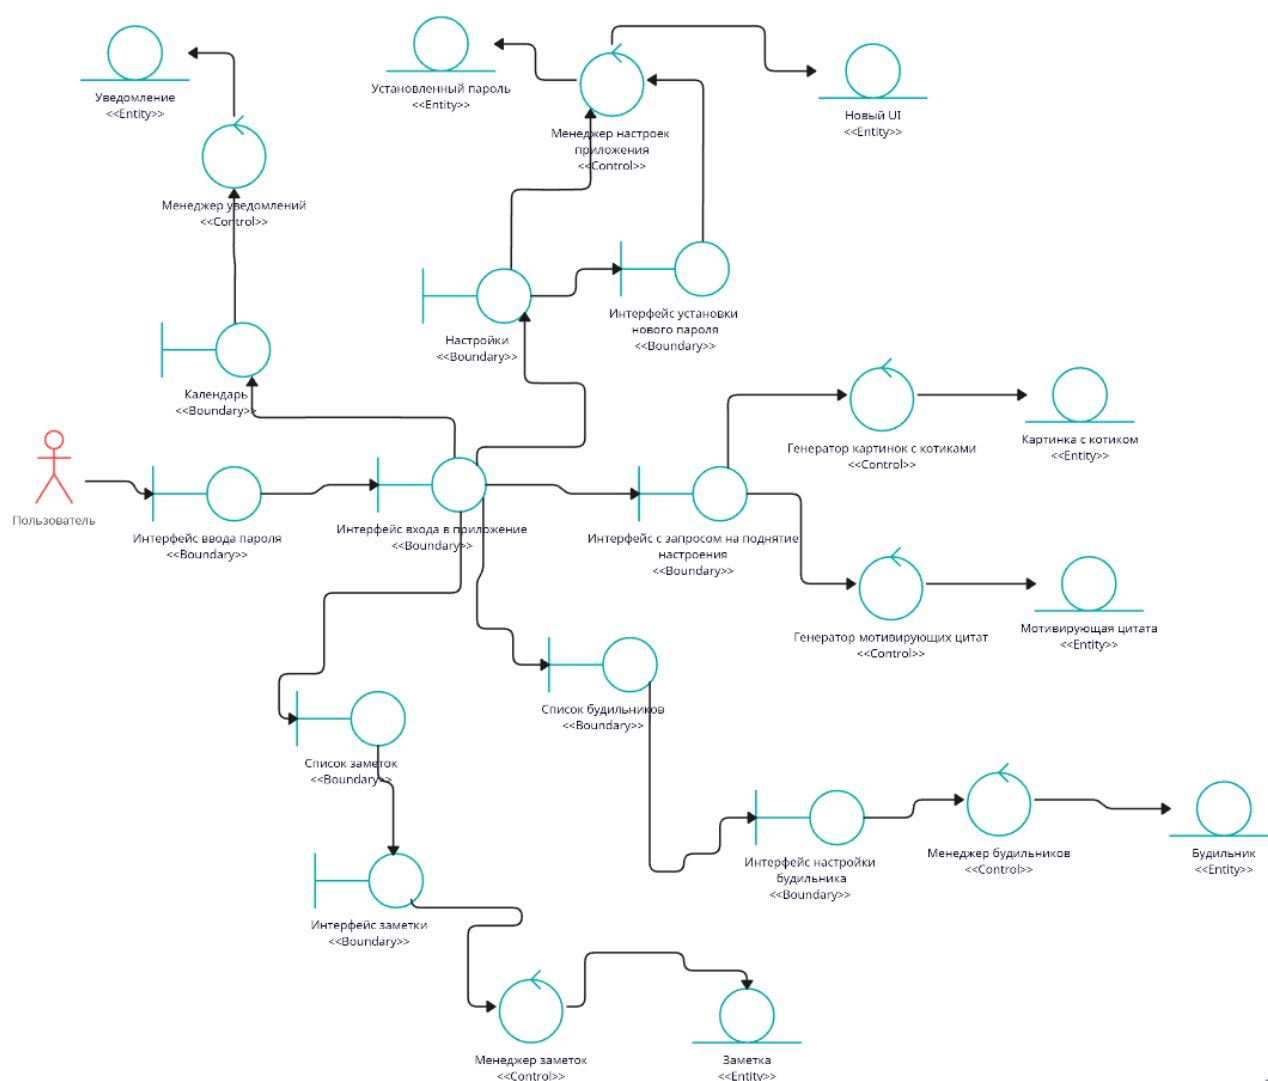 Уведомление
<<Entity>>
Установленный пароль
<<Entity>>
Новый UI
<<Entity>>
Менеджер настроек
приложения
<<Control>>
Менеджер уведомлений
<<Control>>
Интерфейс установки
нового пароля
<<Boundary>>
Настройки
<<Boundary>>
Календарь
<<Boundary>>
Генератор картинок с котиками
<<Control>>
Картинка с котиком
<<Entity>>
Пользователь
Интерфейс ввода пароля
<<Boundary>>
Интерфейс входа в приложение
<<Boundary>>
Интерфейс с запросом на поднятие
настроения
<<Boundary>>
Генератор мотивирующих цитат
<<Control>>
Мотивирующая цитата
<<Entity>>
Список будильников
<<Boundary>>
Список заметок
<<Boundary>>
Интерфейс настройки
будильника
<<Boundary>>
Менеджер будильников
<<Control>>
Будильник
<<Entity>>
Интерфейс заметки
<<Boundary>>
Менеджер заметок
<<Control>>
Заметка
<<Entity>>